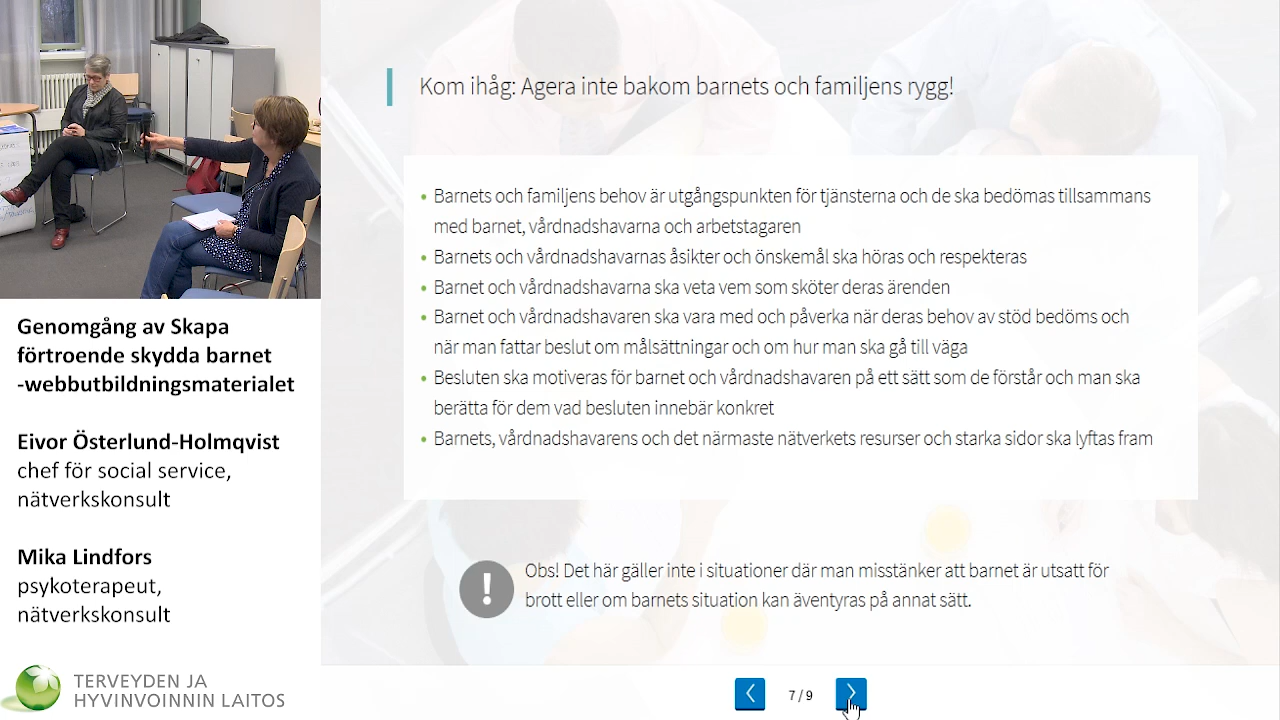 Genomgång av Skapa
förtroende skydda barnet
-webbutbildningsmaterialet
Eivor Österlund-Holmqvist
chef för social service,
nätverkskonsult
Mika Lindfors
psykoterapeut,
nätverkskonsult
TERVEYDEN JA
HYVINVOINNIN LAITOS
Kom ihåg: Agera inte bakom barnets och familjens rygg!
• Barnets och familjens behov är utgångspunkten för tjänsterna och de ska bedömas tillsammans
med barnet, vårdnadshavarna och arbetstagaren
• Barnets och vårdnadshavarnas åsikter och önskemål ska höras och respekteras
• Barnet och vårdnadshavarna ska veta vem som sköter deras ärenden
• Barnet och vårdnadshavaren ska vara med och påverka när deras behov av stöd bedöms och
när man fattar beslut om målsättningar och om hur man ska gå till väga
• Besluten ska motiveras för barnet och vårdnadshavaren på ett sätt som de förstår och man ska
berätta för dem vad besluten innebär konkret
• Barnets, vårdnadshavarens och det närmaste nätverkets resurser och starka sidor ska lyftas fram
! Obs! Det här gäller inte i situationer där man misstänker att barnet är utsatt för
brott eller om barnets situation kan äventyras på annat sätt.
7 / 9